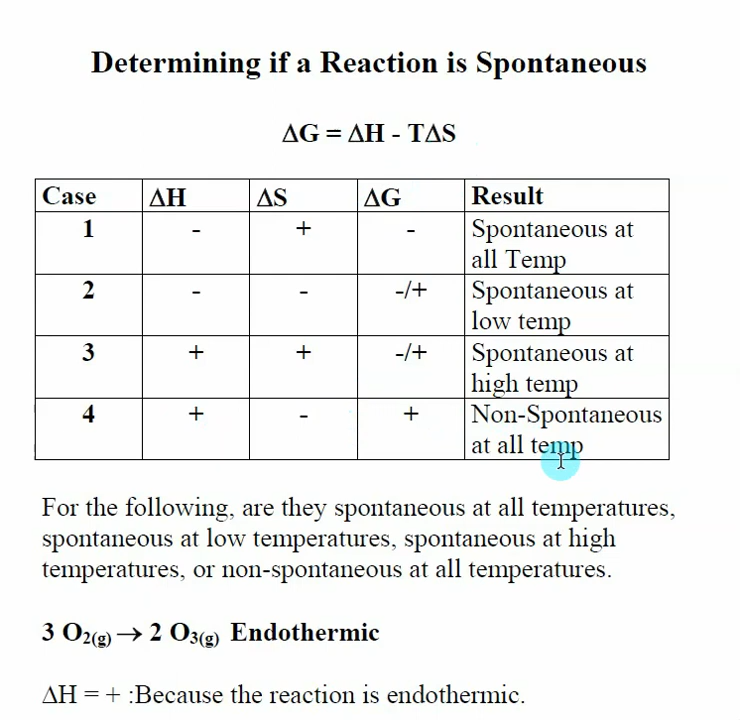 Determining if a Reaction is Spontaneous
ΔG = ΔH - TΔS
Case ΔH ΔS ΔG Result
1 - + - Spontaneous at
all Temp
2 - - -/+ Spontaneous at
low temp
3 + + -/+ Spontaneous at
high temp
4 + - + Non-Spontaneous
at all temp
For the following, are they spontaneous at all temperatures,
spontaneous at low temperatures, spontaneous at high
temperatures, or non-spontaneous at all temperatures.
3 O2(g) → 2 O3(g) Endothermic
ΔH = + :Because the reaction is endothermic.